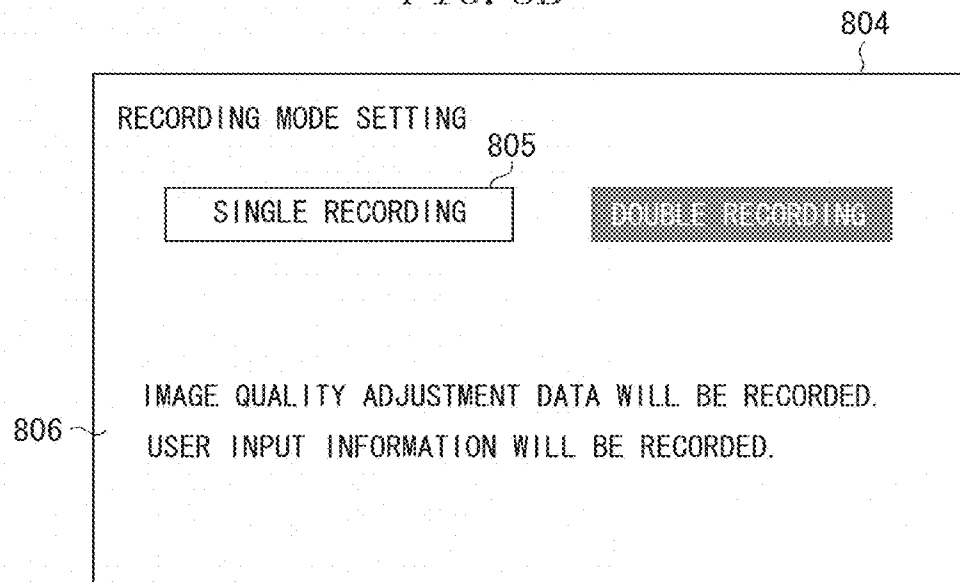 804
RECORDING MODE SETTING
805
SINGLE RECORDING
DOUBLE RECORDING
IMAGE QUALITY ADJUSTMENT DATA WILL BE RECORDED.
806
USER INPUT INFORMATION WILL BE RECORDED.